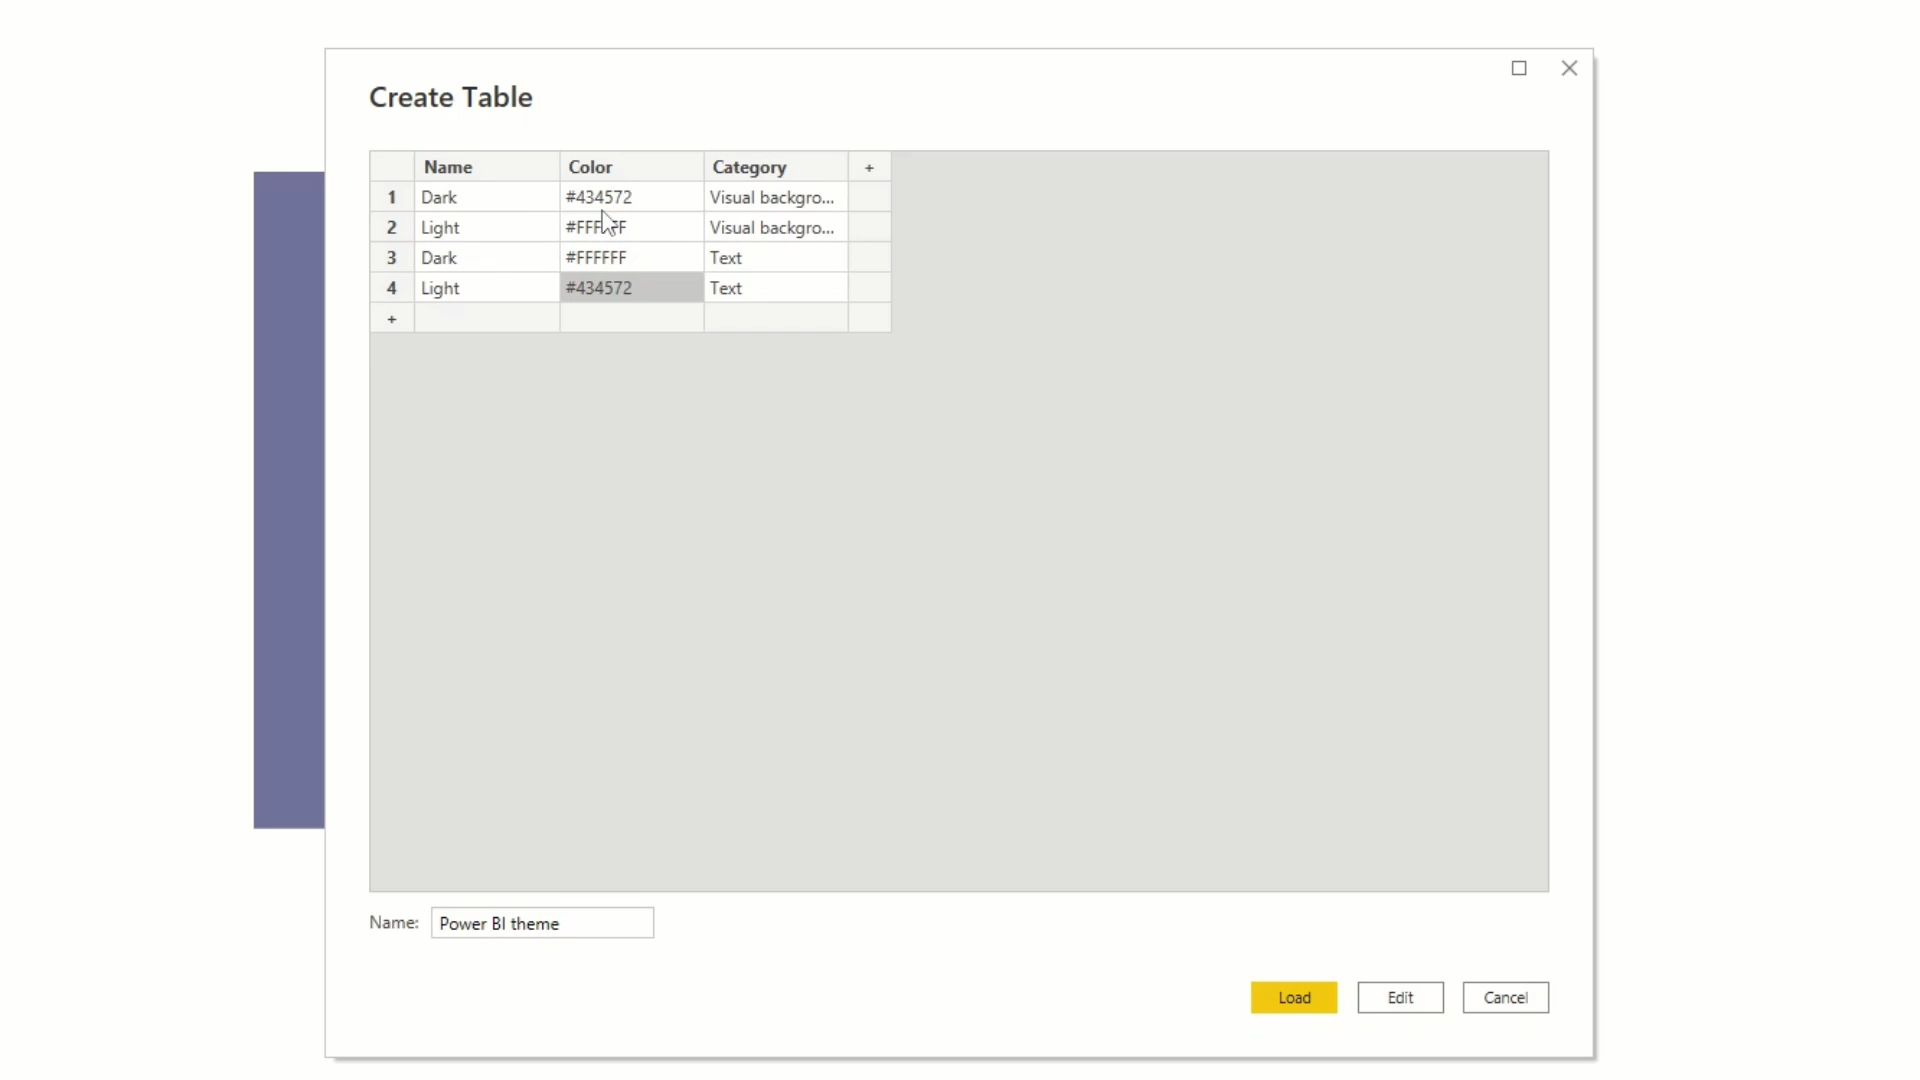 Create Table
Name Color Category +
1 Dark #434572 Visual backgro...
2 Light #FFFFFF Visual backgro...
3 Dark #FFFFFF Text
4 Light #434572 Text
+
Name: Power BI theme
Load Edit Cancel